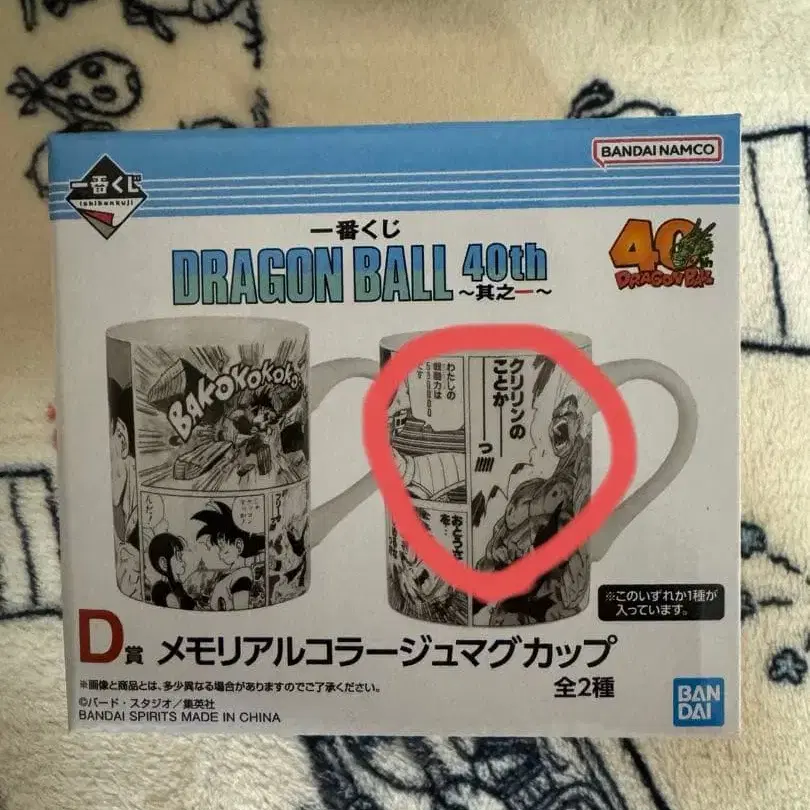 BANDAI NAMCO
一番くじ
ichibankuji
一番くじ
DRAGON BALL 40th
～其之一～
40th
DRAGON BALL
BAKOKOKOKO
わたしの
戦闘力は
530000
です
クリリンの
ことか――っ
!!!!!
※このいずれか1種が
入っています。
D賞 メモリアルコラージュマグカップ
全2種
※画像と商品とは、多少異なる場合がありますのでご了承ください。
©バード・スタジオ／集英社
BANDAI SPIRITS MADE IN CHINA
BAN
DAI